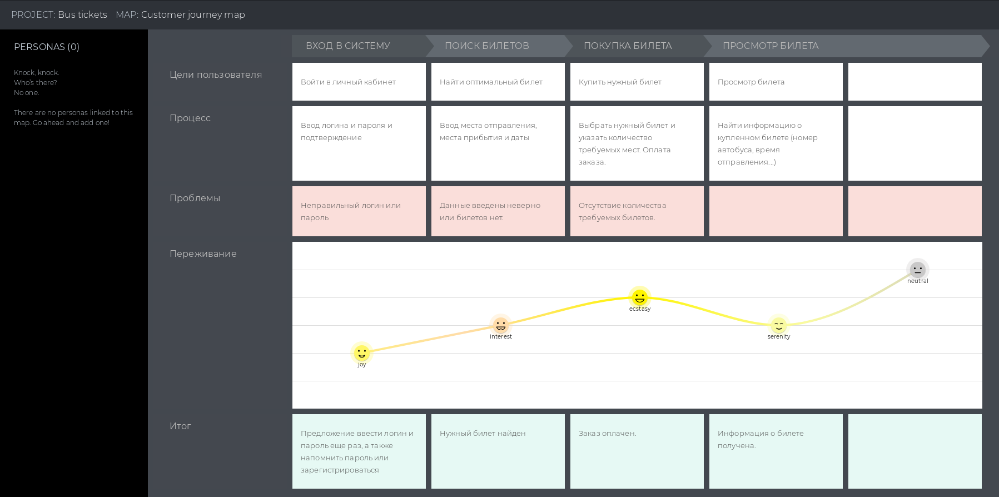 PROJECT: Bus tickets MAP: Customer journey map
PERSONAS (0)
Knock, knock.
Who's there?
No one.
There are no personas linked to this
map. Go ahead and add one!
ВХОД В СИСТЕМУ
ПОИСК БИЛЕТОВ
ПОКУПКА БИЛЕТА
ПРОСМОТР БИЛЕТА
Цели пользователя
Войти в личный кабинет
Найти оптимальный билет
Купить нужный билет
Просмотр билета
Процесс
Ввод логина и пароля и
подтверждение
Ввод места отправления,
места прибытия и даты
Выбрать нужный билет и
указать количество
требуемых мест. Оплата
заказа.
Найти информацию о
купленном билете (номер
автобуса, время
отправления...)
Проблемы
Неправильный логин или
пароль
Данные введены неверно
или билетов нет.
Отсутствие количества
требуемых билетов.
Переживание
joy
interest
ecstasy
serenity
neutral
Итог
Предложение ввести логин и
пароль еще раз, а также
напомнить пароль или
зарегистрироваться
Нужный билет найден
Заказ оплачен.
Информация о билете
получена.